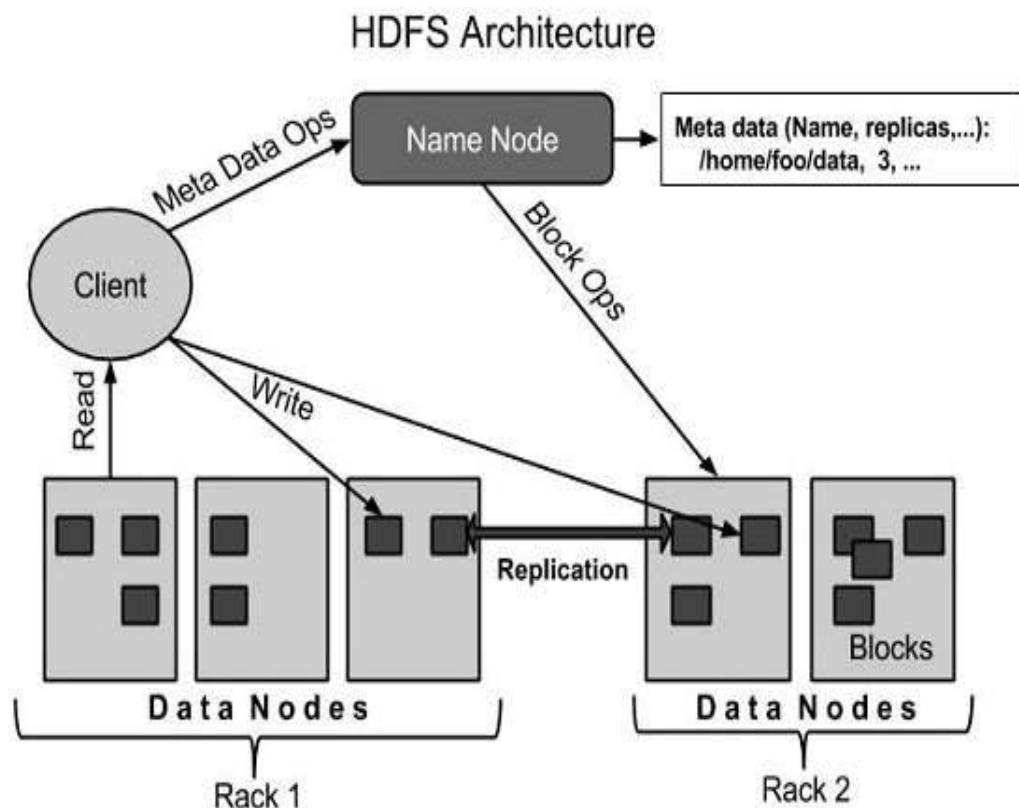 HDFS Architecture
Meta Data Ops
Name Node
Meta data (Name, replicas,...):
/home/foo/data, 3, ...
Block Ops
Client
Read
Write
Replication
Blocks
Data Nodes
Data Nodes
Rack 1
Rack 2